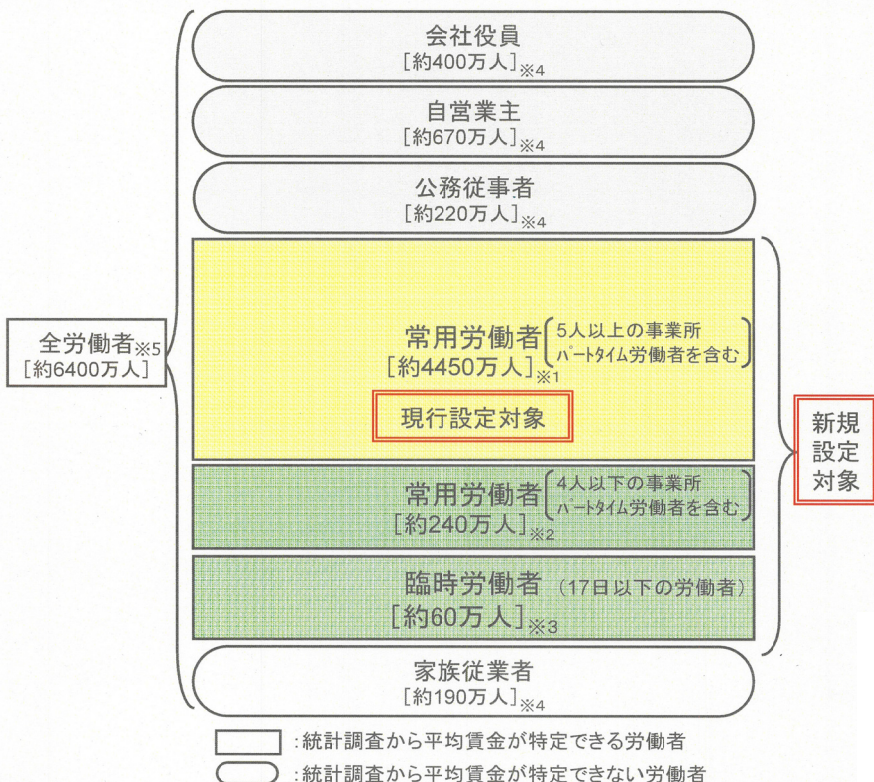 会社役員
[約400万人]※4
自営業主
[約670万人]※4
公務従事者
[約220万人]※4
全労働者※5
[約6400万人]
常用労働者
5人以上の事業所
パートタイム労働者を含む
[約4450万人]※1
現行設定対象
新規
設定
対象
常用労働者
4人以下の事業所
パートタイム労働者を含む
[約240万人]※2
臨時労働者 (17日以下の労働者)
[約60万人]※3
家族従業者
[約190万人]※4
:統計調査から平均賃金が特定できる労働者
:統計調査から平均賃金が特定できない労働者